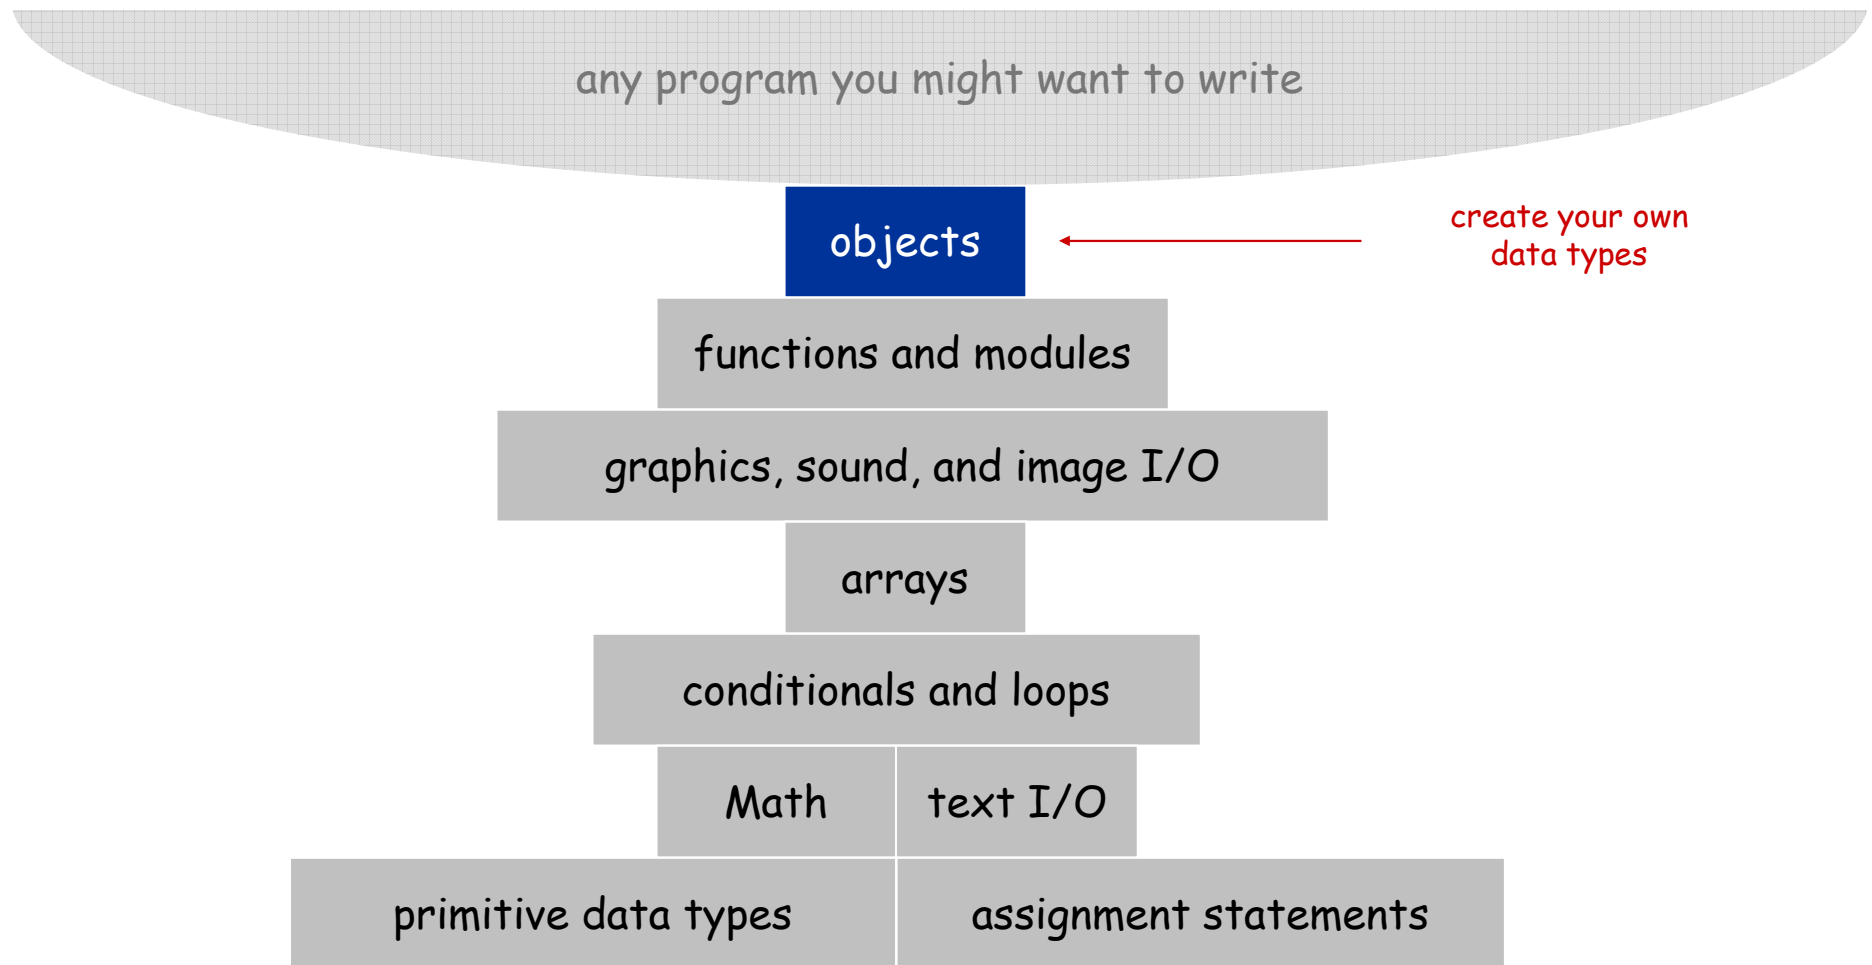 any program you might want to write
objects
create your own
data types
functions and modules
graphics, sound, and image I/O
arrays
conditionals and loops
Math
text I/O
primitive data types
assignment statements